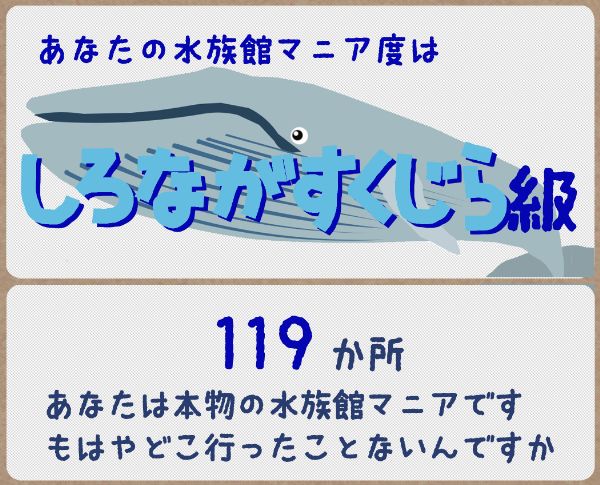 あなたの水族館マニア度は
しろながすくじら級
119 か所
あなたは本物の水族館マニアです
もはやどこ行ったことないんですか